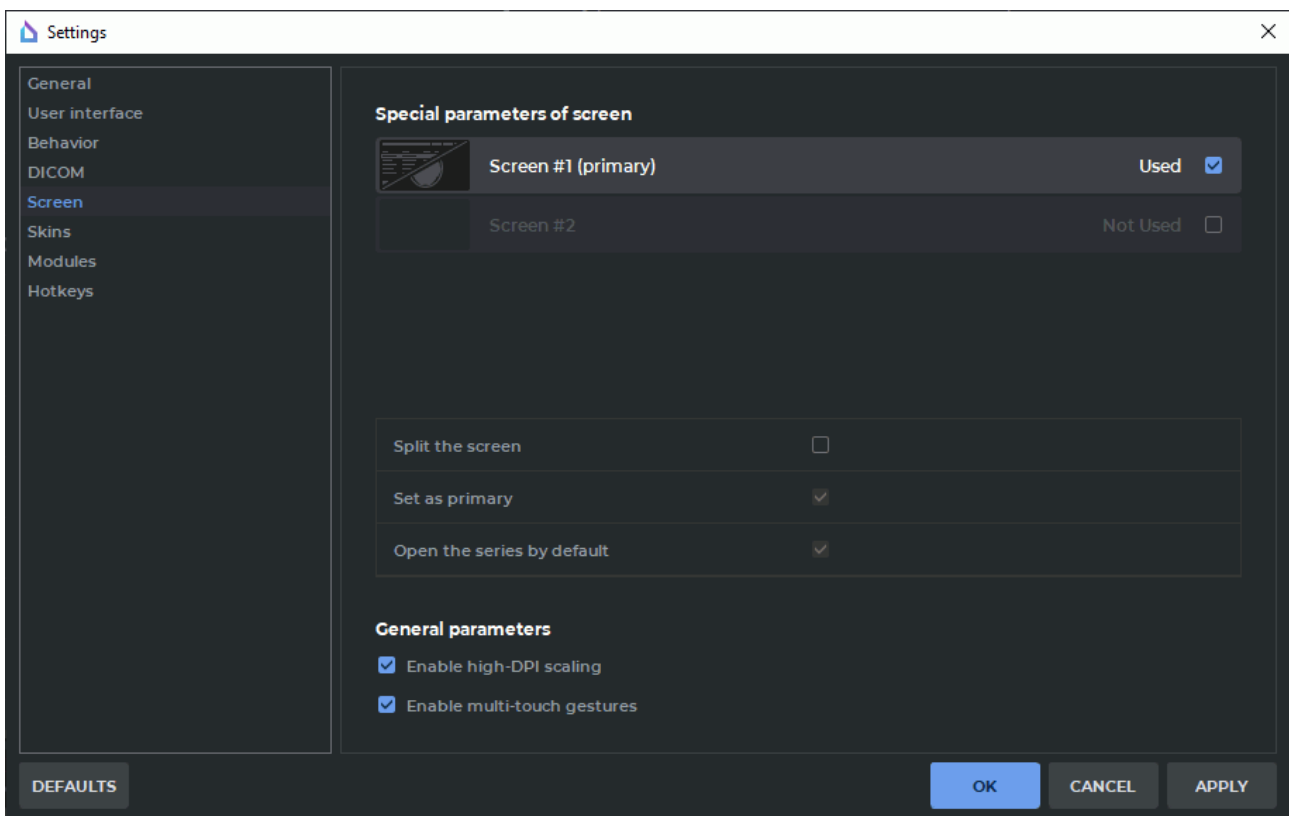 Settings
General
User interface
Behavior
DICOM
Screen
Skins
Modules
Hotkeys
Special parameters of screen
Screen #1 (primary) Used
Screen #2 Not Used
Split the screen
Set as primary
Open the series by default
General parameters
Enable high-DPI scaling
Enable multi-touch gestures
DEFAULTS OK CANCEL APPLY